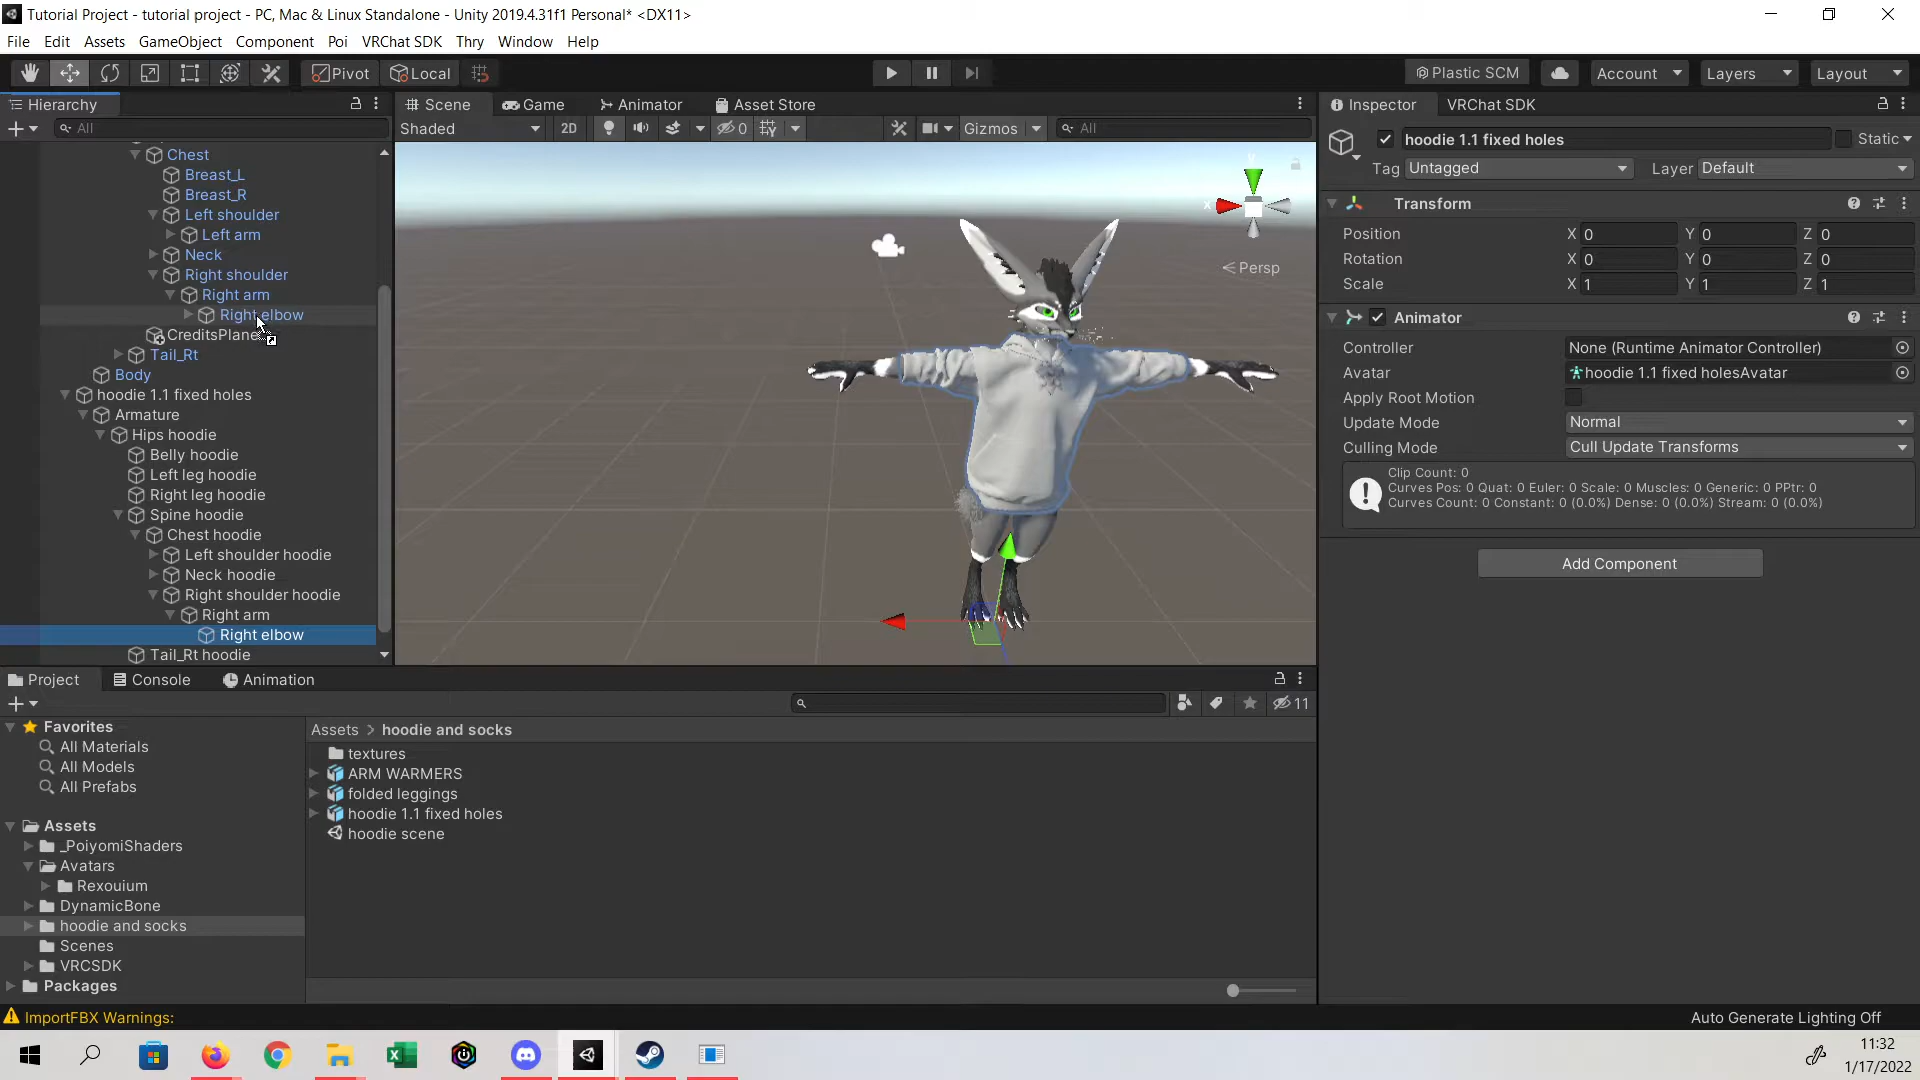 Tutorial Project - tutorial project - PC, Mac & Linux Standalone - Unity 2019.4.31f1 Personal* <DX11>
File Edit Assets GameObject Component Poi VRChat SDK Thry Window Help
Pivot Local Plastic SCM Account Layers Layout
Hierarchy
All
Chest
Breast_L
Breast_R
Left shoulder
Left arm
Neck
Right shoulder
Right arm
Right elbow
CreditsPlane
Tail_Rt
Body
hoodie 1.1 fixed holes
Armature
Hips hoodie
Belly hoodie
Left leg hoodie
Right leg hoodie
Spine hoodie
Chest hoodie
Left shoulder hoodie
Neck hoodie
Right shoulder hoodie
Right arm
Right elbow
Tail_Rt hoodie
Scene Game Animator Asset Store
Shaded 2D 0 Gizmos All
x
Persp
Inspector VRChat SDK
hoodie 1.1 fixed holes Static
Tag Untagged Layer Default
Transform
Position X 0 Y 0 Z 0
Rotation X 0 Y 0 Z 0
Scale X 1 Y 1 Z 1
Animator
Controller None (Runtime Animator Controller)
Avatar hoodie 1.1 fixed holesAvatar
Apply Root Motion
Update Mode Normal
Culling Mode Cull Update Transforms
Clip Count: 0
Curves Pos: 0 Quat: 0 Euler: 0 Scale: 0 Muscles: 0 Generic: 0 PPtr: 0
Curves Count: 0 Constant: 0 (0.0%) Dense: 0 (0.0%) Stream: 0 (0.0%)
Add Component
Project Console Animation
11
Favorites
All Materials
All Models
All Prefabs
Assets
_PoiyomiShaders
Avatars
Rexouium
DynamicBone
hoodie and socks
Scenes
VRCSDK
Packages
Assets > hoodie and socks
textures
ARM WARMERS
folded leggings
hoodie 1.1 fixed holes
hoodie scene
ImportFBX Warnings:
Auto Generate Lighting Off
11:32
1/17/2022